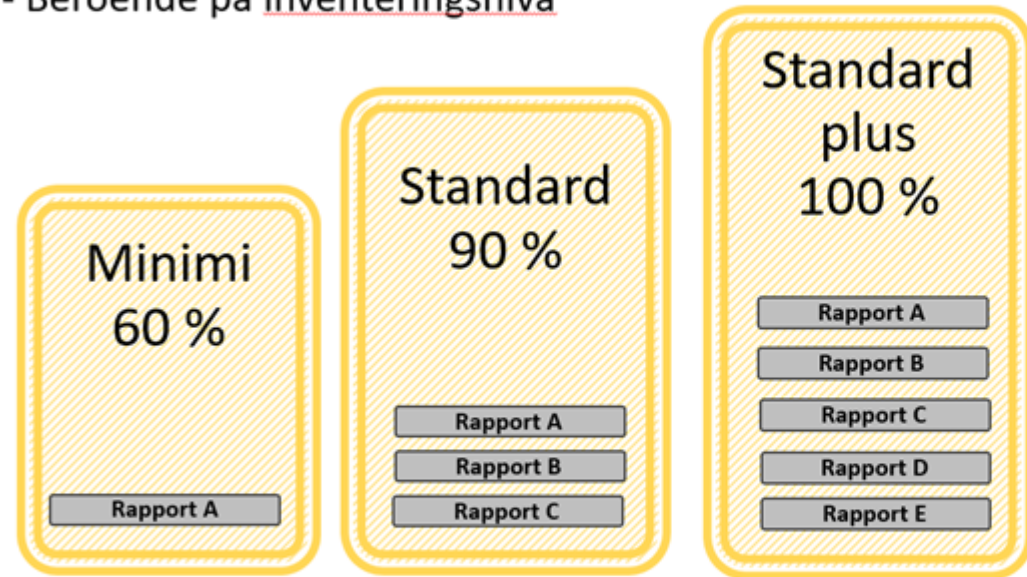 - Beroende på inventeringsnivå
Minimi
60 %
Rapport A
Standard
90 %
Rapport A
Rapport B
Rapport C
Standard
plus
100 %
Rapport A
Rapport B
Rapport C
Rapport D
Rapport E